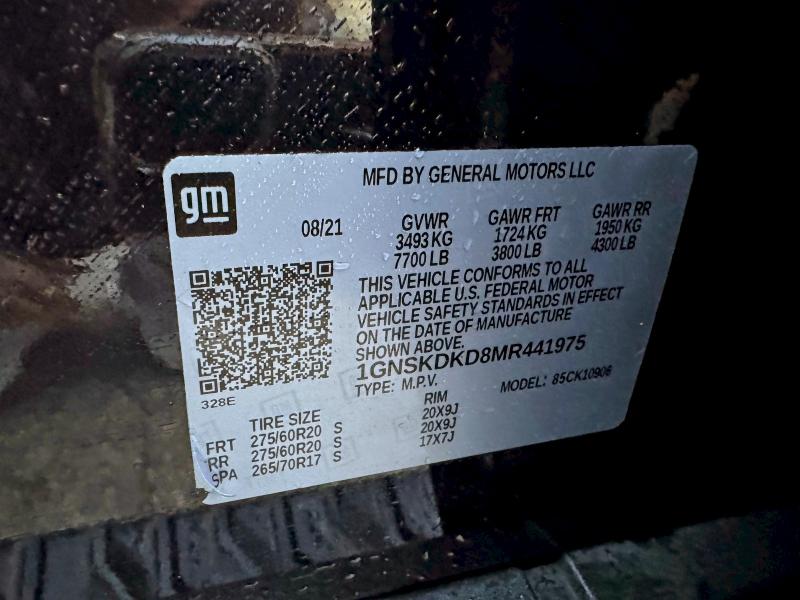 gm
MFD BY GENERAL MOTORS LLC
08/21 GVWR GAWR FRT GAWR RR
3493 KG 1724 KG 1950 KG
7700 LB 3800 LB 4300 LB
THIS VEHICLE CONFORMS TO ALL
APPLICABLE U.S. FEDERAL MOTOR
VEHICLE SAFETY STANDARDS IN EFFECT
ON THE DATE OF MANUFACTURE
SHOWN ABOVE.
1GNSKDKD8MR441975
TYPE: M.P.V. MODEL: 85CK10906
328E
TIRE SIZE RIM
FRT 275/60R20 S 20X9J
RR 275/60R20 S 20X9J
SPA 265/70R17 S 17X7J